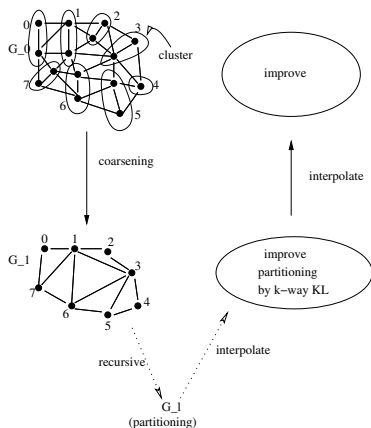 0 1 2
3
G_0
cluster
improve
7
4
6
5
coarsening
interpolate
0 1 2
G_1
3
improve
partitioning
by k-way KL
7
4
6
5
recursive
interpolate
G_l
(partitioning)